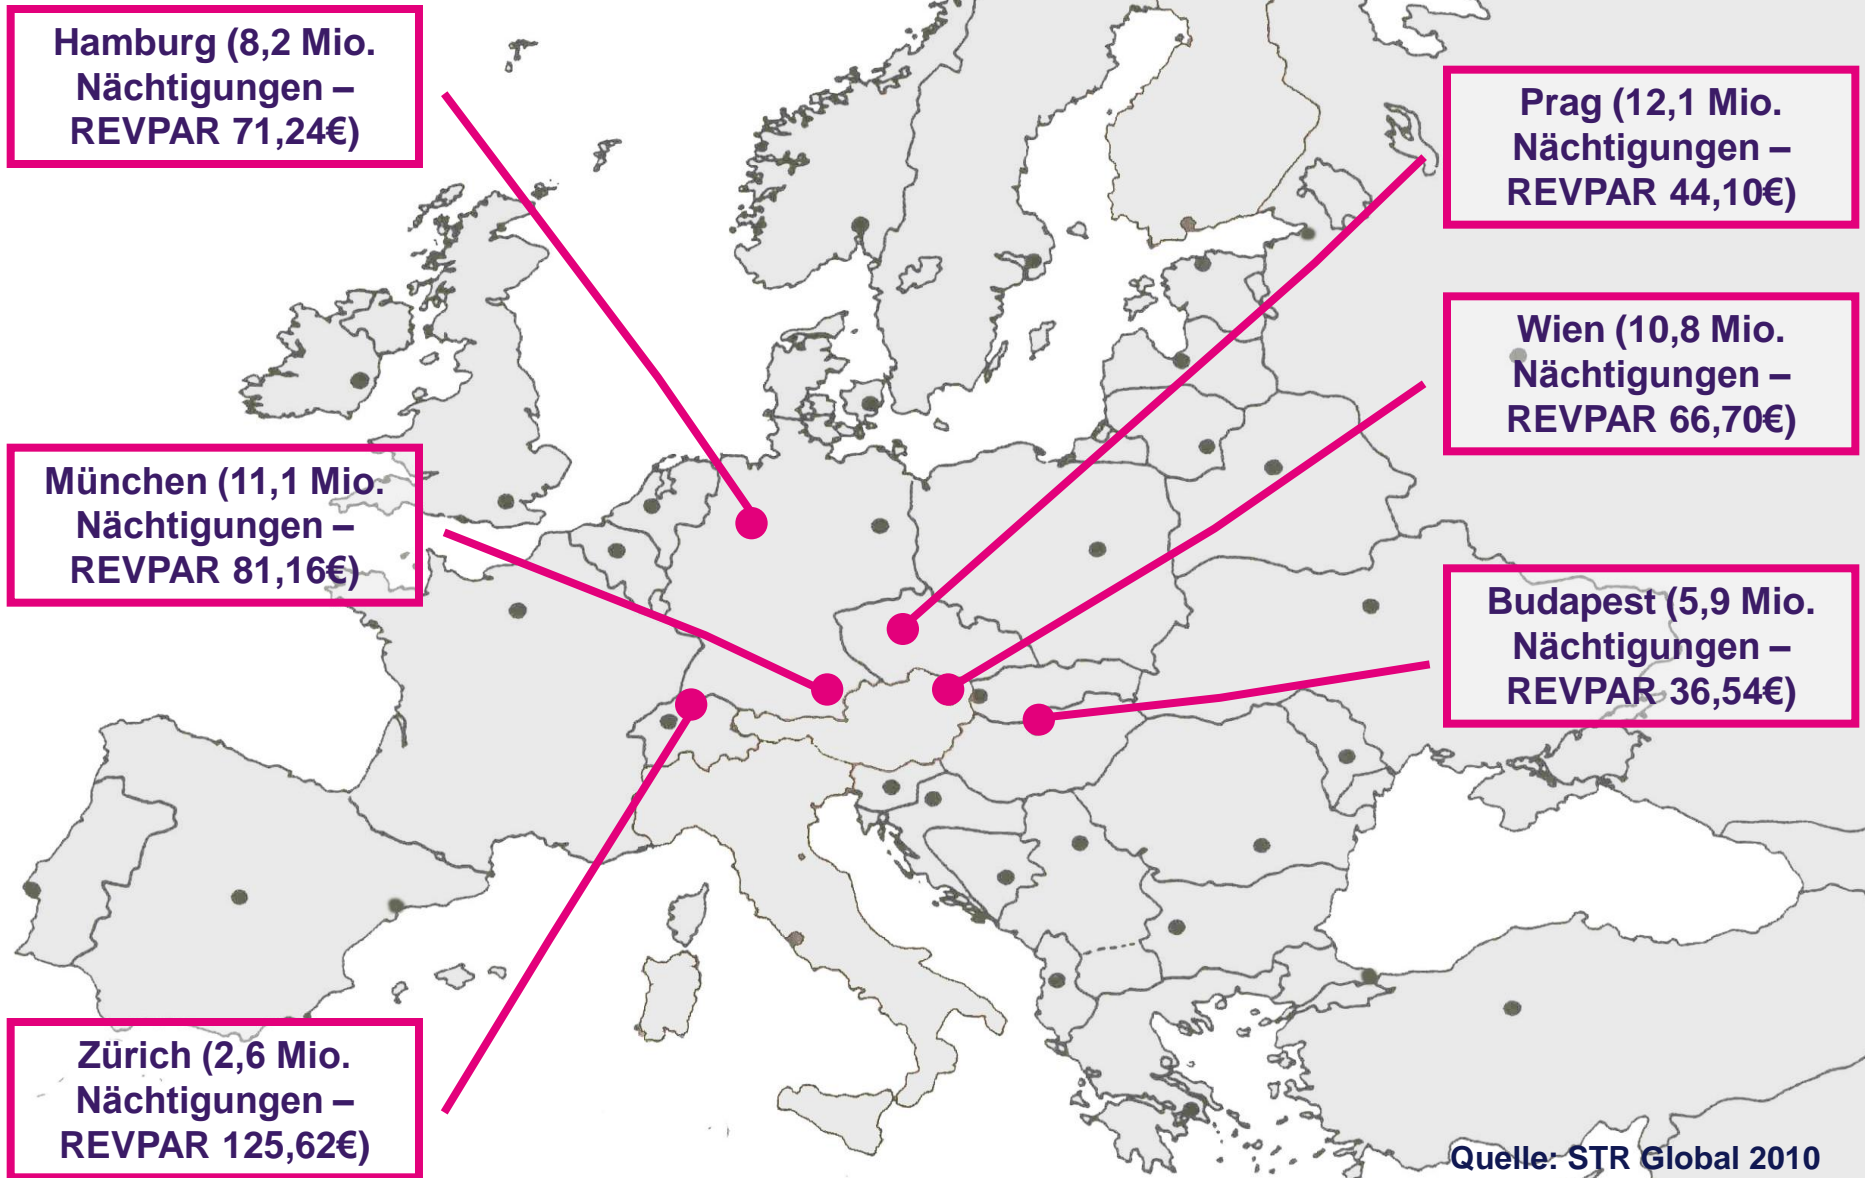 Hamburg (8,2 Mio.
Nächtigungen –
REVPAR 71,24€)
München (11,1 Mio.
Nächtigungen –
REVPAR 81,16€)
Zürich (2,6 Mio.
Nächtigungen –
REVPAR 125,62€)
Prag (12,1 Mio.
Nächtigungen –
REVPAR 44,10€)
Wien (10,8 Mio.
Nächtigungen –
REVPAR 66,70€)
Budapest (5,9 Mio.
Nächtigungen –
REVPAR 36,54€)
Quelle: STR Global 2010